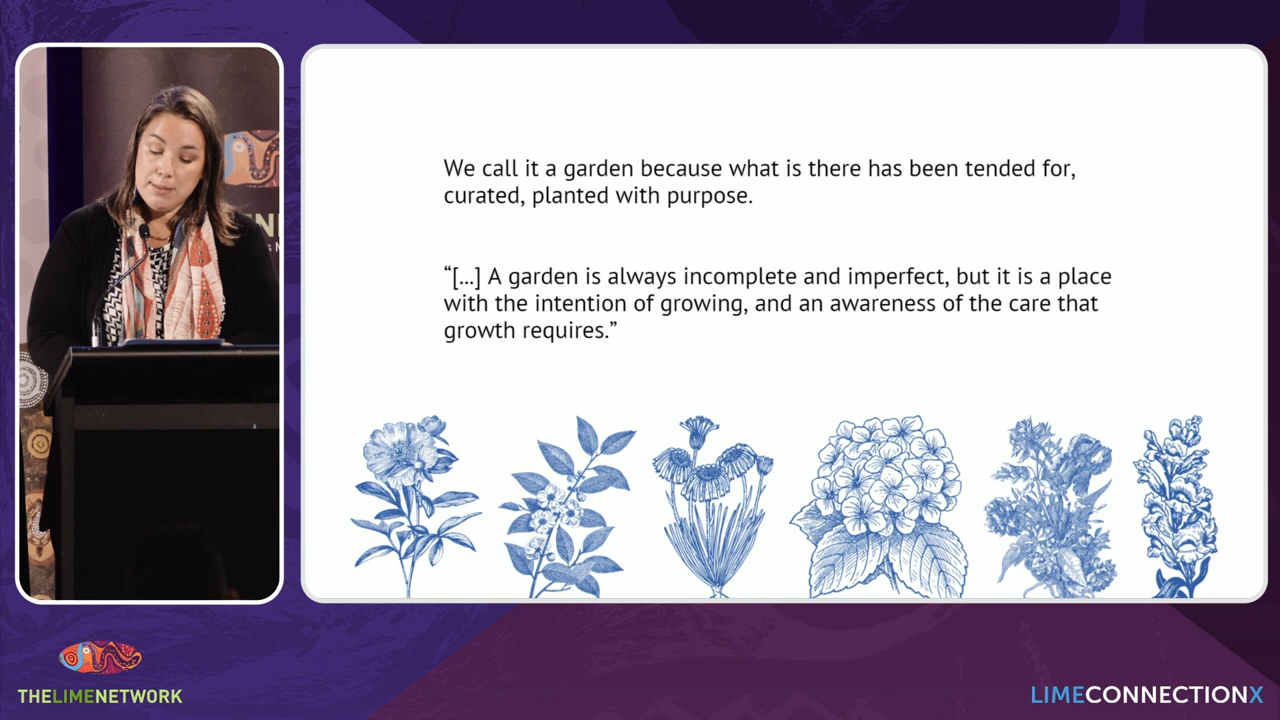 We call it a garden because what is there has been tended for,
curated, planted with purpose.
“[...] A garden is always incomplete and imperfect, but it is a place
with the intention of growing, and an awareness of the care that
growth requires.”
THELIMENETWORK
LIMECONNECTIONX